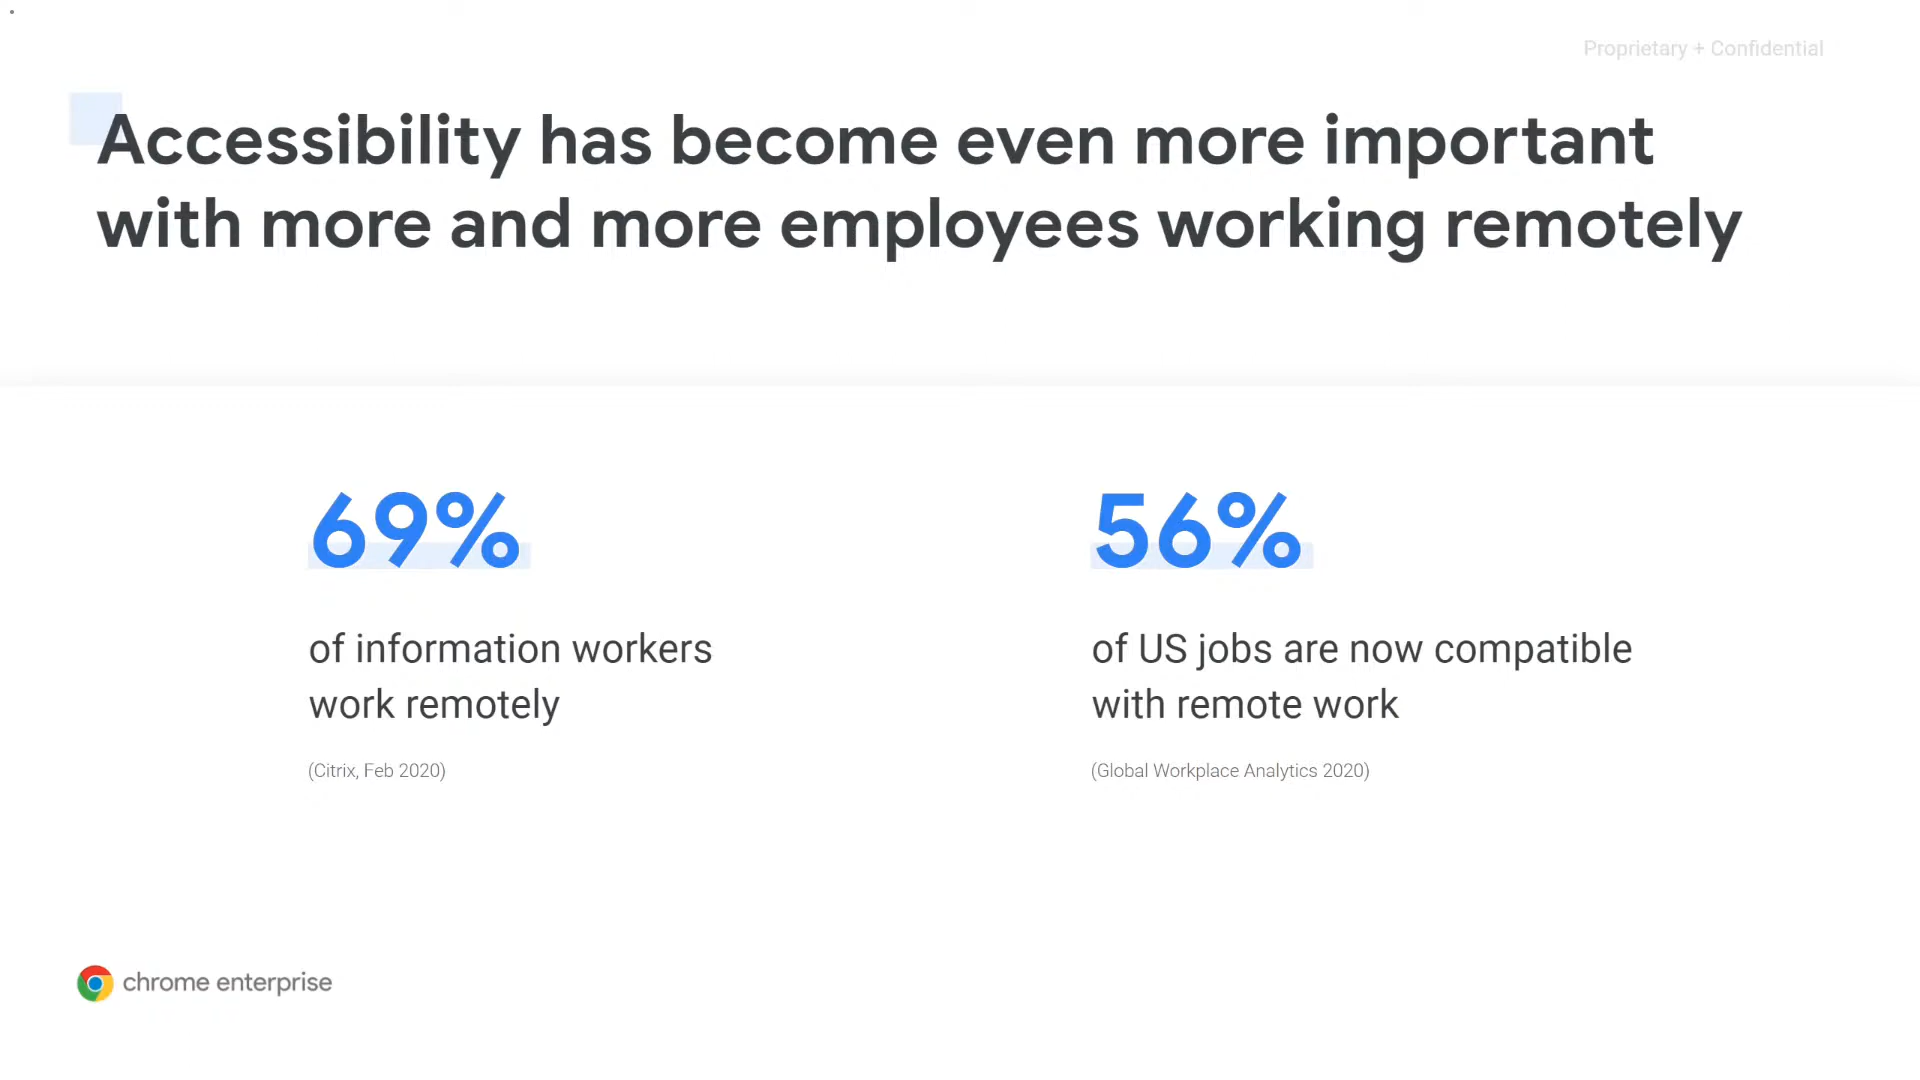 Proprietary + Confidential
Accessibility has become even more important
with more and more employees working remotely
69%
of information workers
work remotely
(Citrix, Feb 2020)
56%
of US jobs are now compatible
with remote work
(Global Workplace Analytics 2020)
chrome enterprise